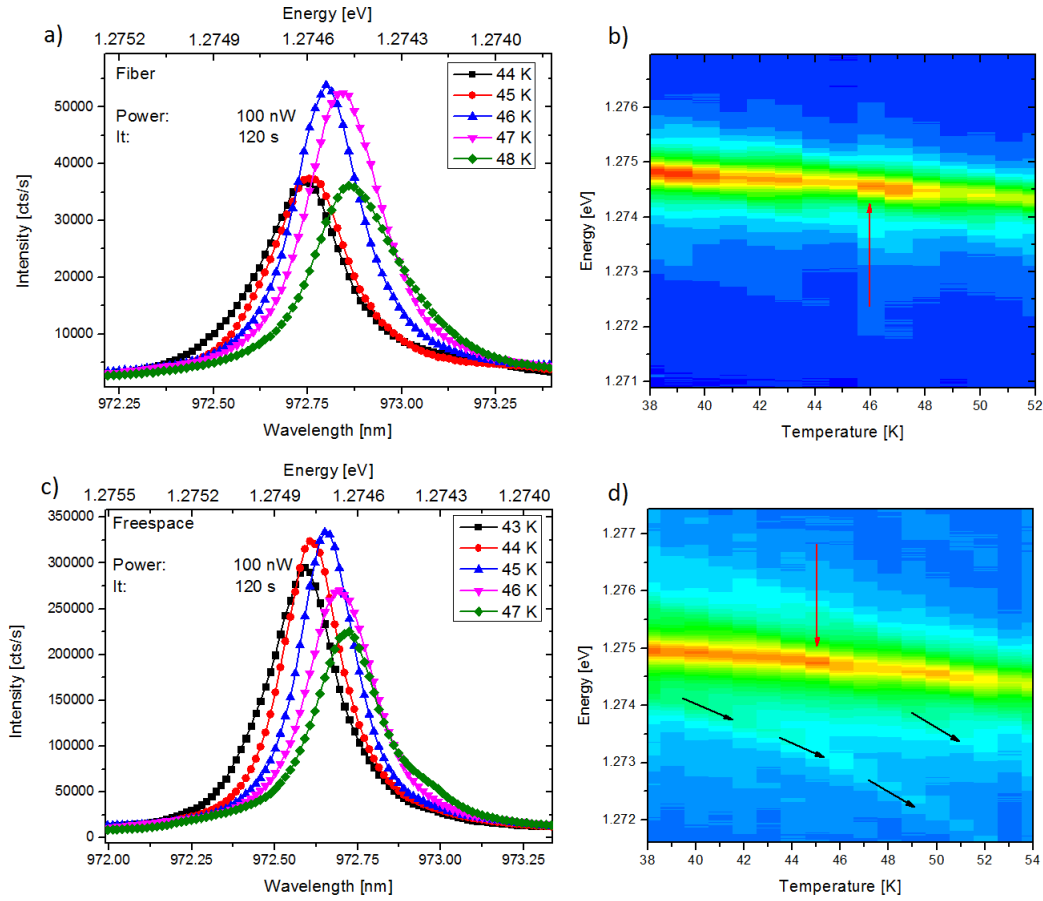 a)
Energy [eV]
1.2752 1.2749 1.2746 1.2743 1.2740
Fiber
Power: 100 nW
It: 120 s
44 K
45 K
46 K
47 K
48 K
Intensity [cts/s]
50000
40000
30000
20000
10000
972.25 972.50 972.75 973.00 973.25
Wavelength [nm]
b)
Energy [eV]
1.276
1.275
1.274
1.273
1.272
1.271
38 40 42 44 46 48 50 52
Temperature [K]
c)
Energy [eV]
1.2755 1.2752 1.2749 1.2746 1.2743 1.2740
Freespace
Power: 100 nW
It: 120 s
43 K
44 K
45 K
46 K
47 K
Intensity [cts/s]
350000
300000
250000
200000
150000
100000
50000
0
972.00 972.25 972.50 972.75 973.00 973.25
Wavelength [nm]
d)
Energy [eV]
1.277
1.276
1.275
1.274
1.273
1.272
38 40 42 44 46 48 50 52 54
Temperature [K]